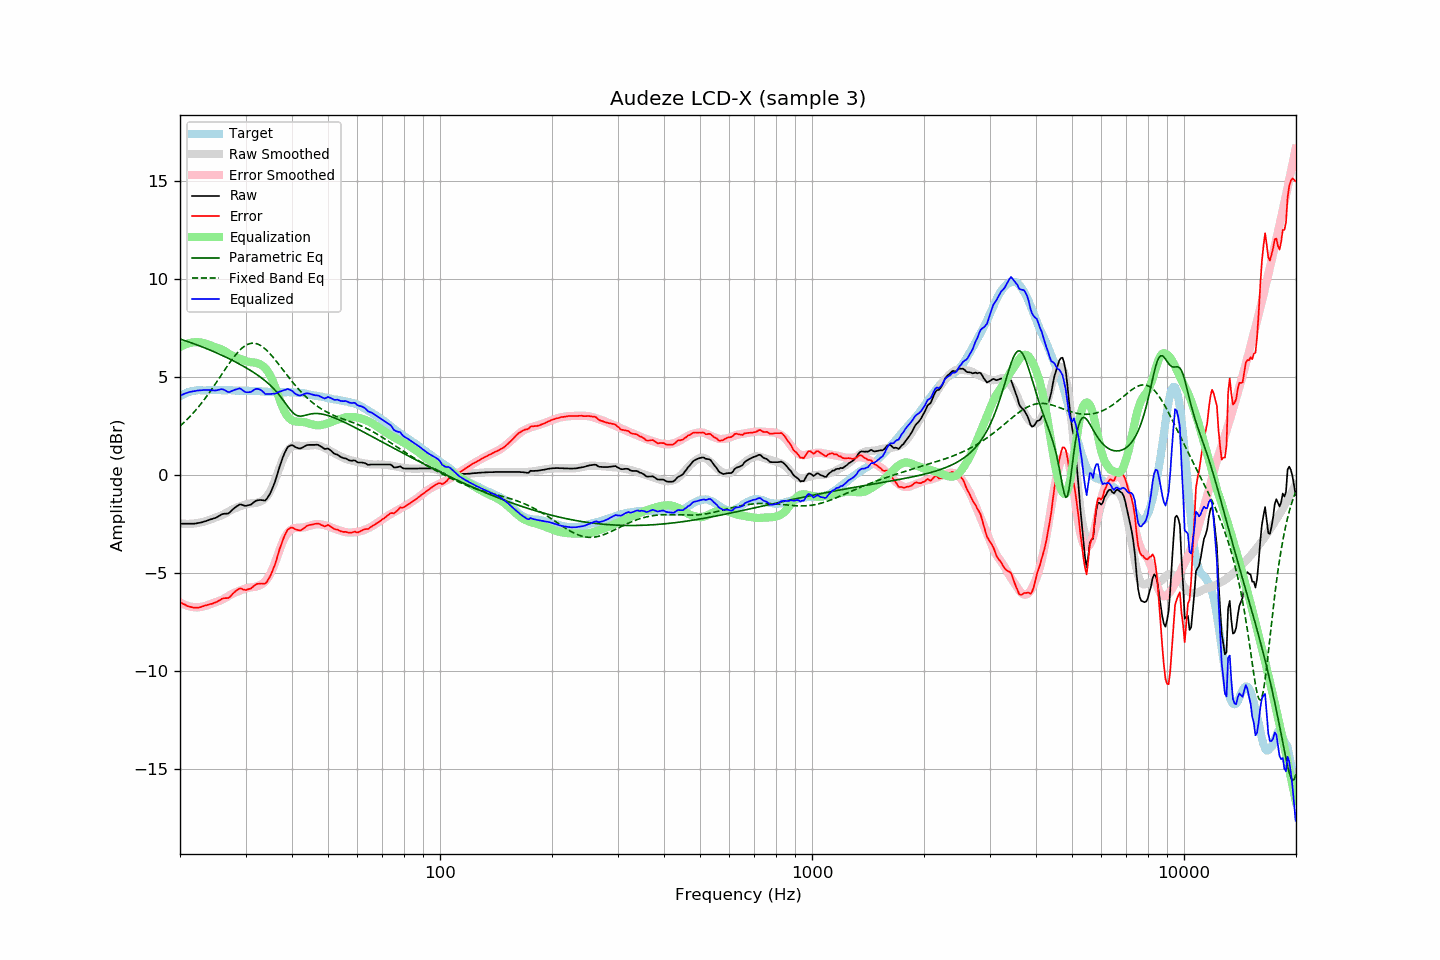 Audeze LCD-X (sample 3)
Target
Raw Smoothed
Error Smoothed
Raw
Error
Equalization
Parametric Eq
Fixed Band Eq
Equalized
15
10
5
0
−5
−10
−15
Amplitude (dBr)
100
1000
10000
Frequency (Hz)